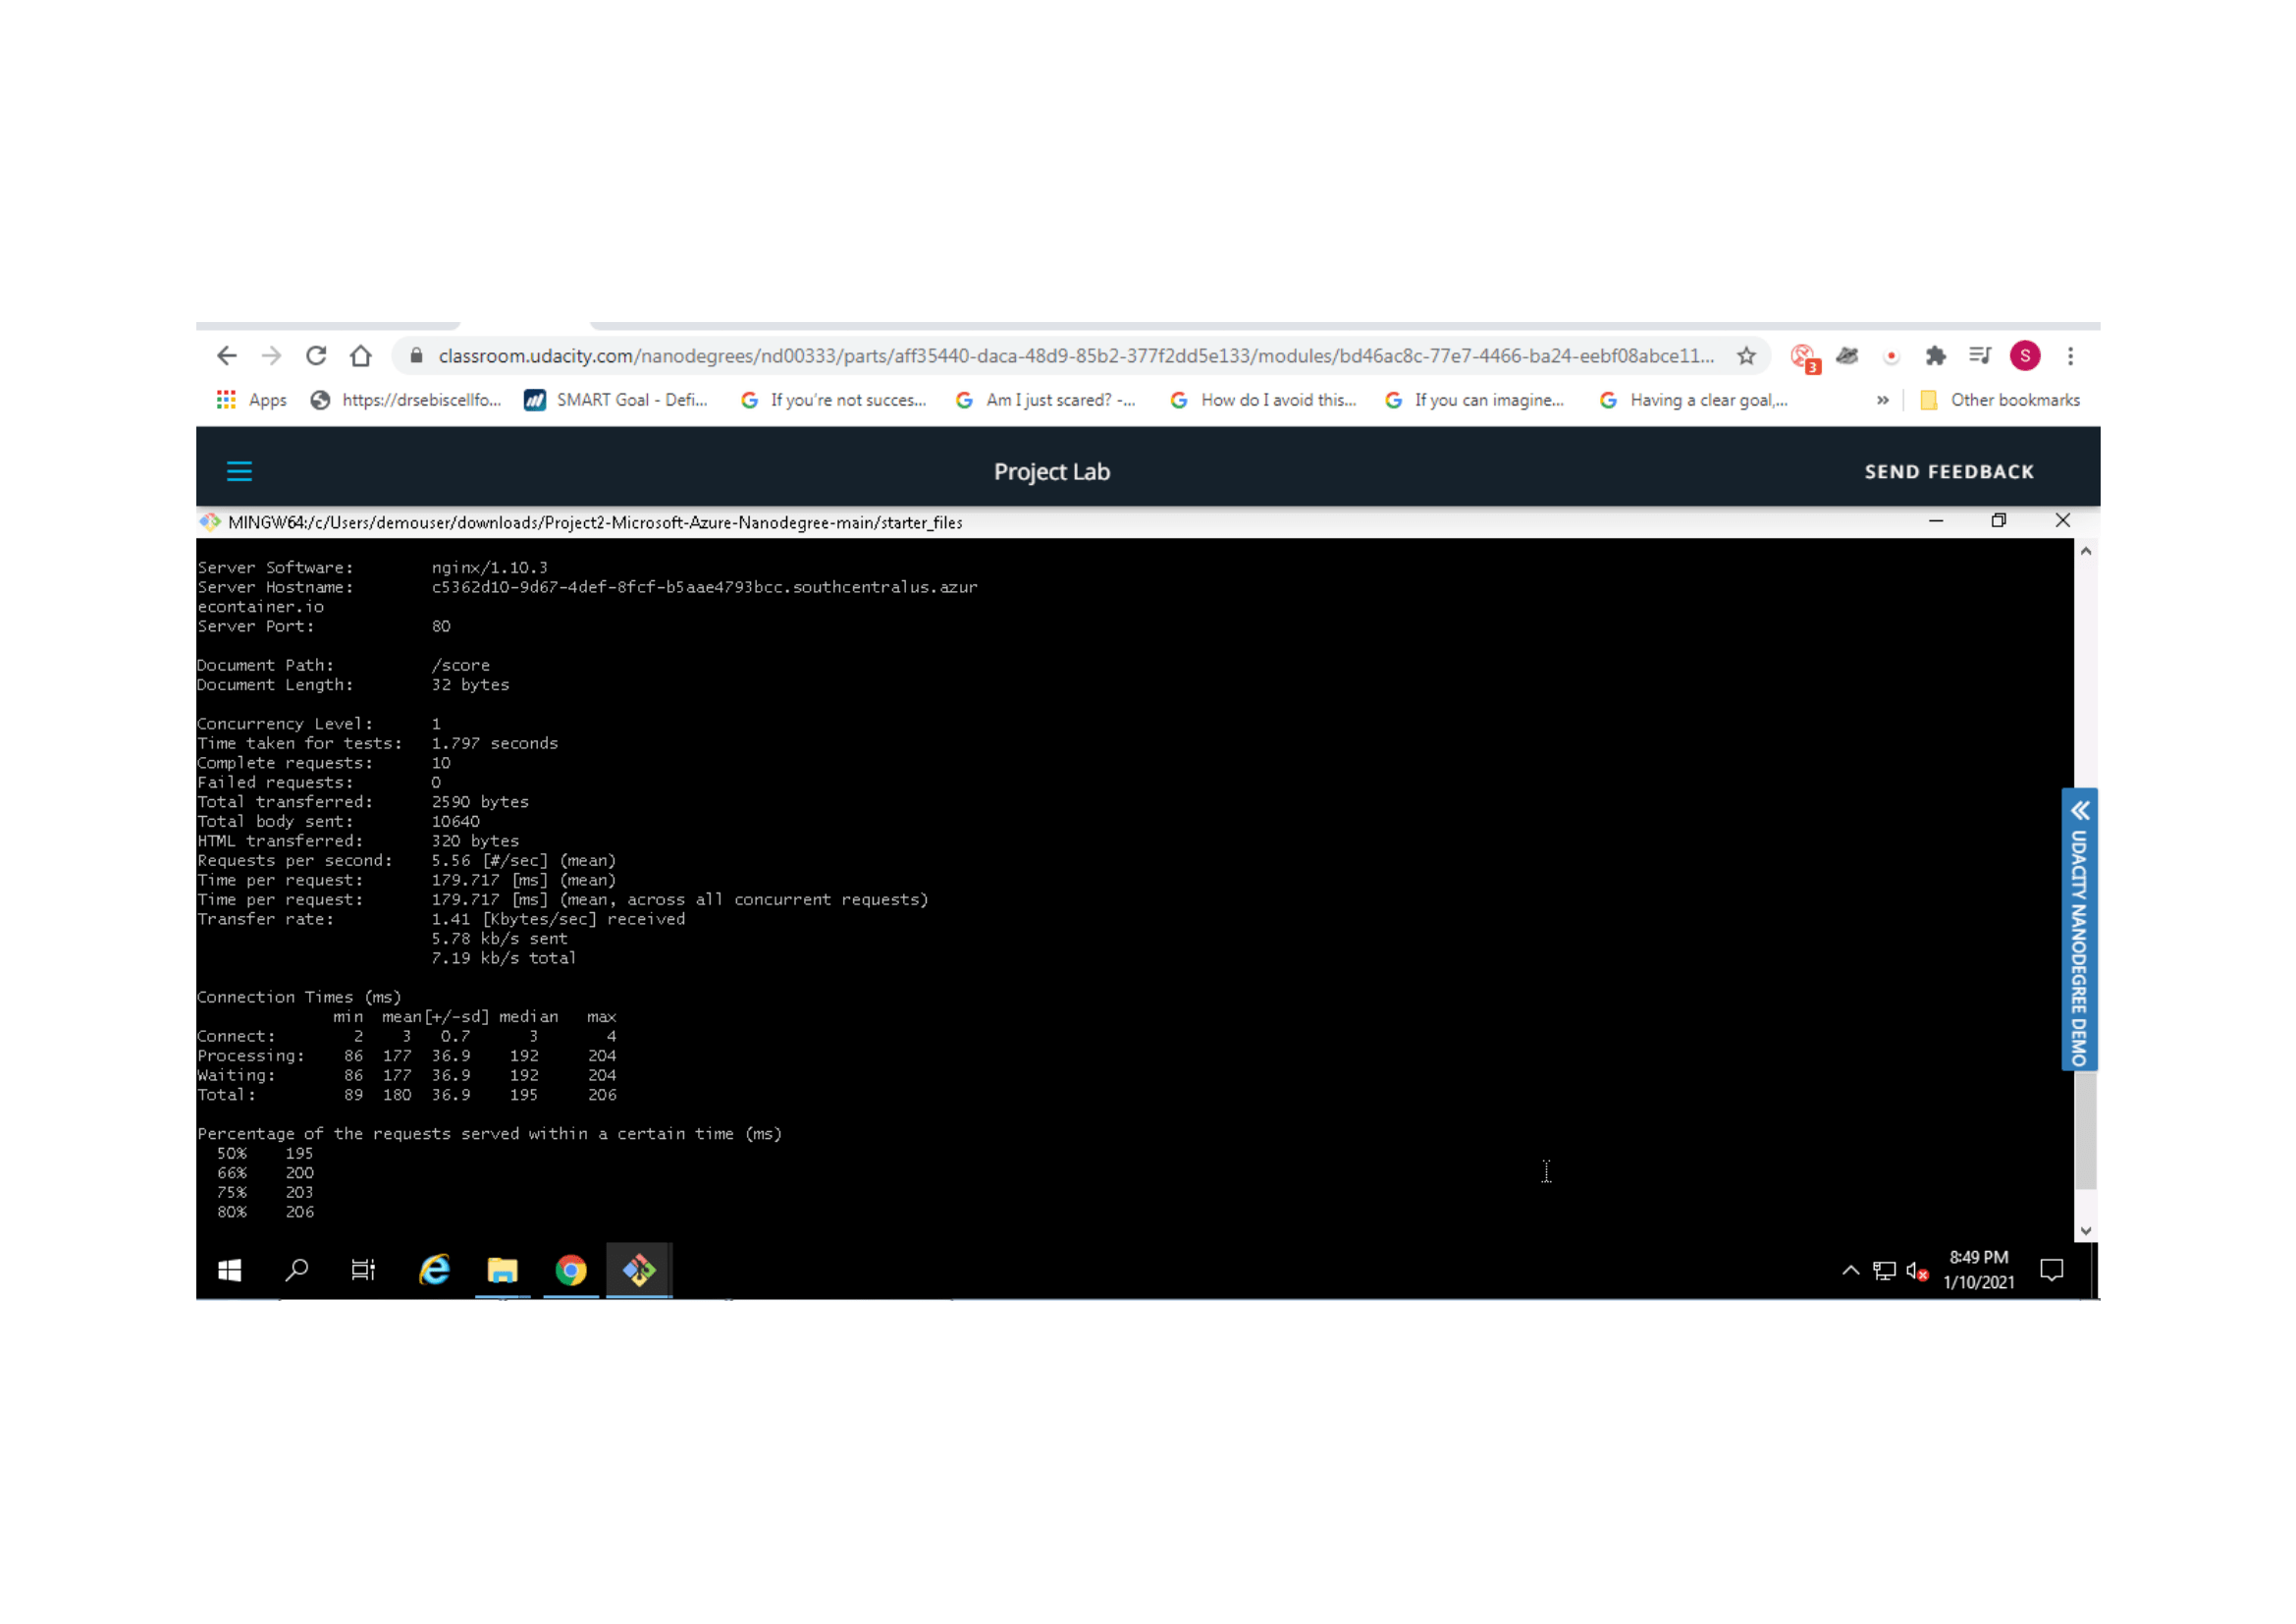 classroom.udacity.com/nanodegrees/nd00333/parts/aff35440-daca-48d9-85b2-377f2dd5e133/modules/bd46ac8c-77e7-4466-ba24-eebf08abce11... 3 S
Apps https://drsebiscellfo... SMART Goal - Defi... If you're not succes... Am I just scared? -... How do I avoid this... If you can imagine... Having a clear goal,... » Other bookmarks
Project Lab SEND FEEDBACK
MINGW64:/c/Users/demouser/downloads/Project2-Microsoft-Azure-Nanodegree-main/starter_files
Server Software: nginx/1.10.3
Server Hostname: c5362d10-9d67-4def-8fcf-b5aae4793bcc.southcentralus.azur
econtainer.io
Server Port: 80
Document Path: /score
Document Length: 32 bytes
Concurrency Level: 1
Time taken for tests: 1.797 seconds
Complete requests: 10
Failed requests: 0
Total transferred: 2590 bytes
Total body sent: 10640
HTML transferred: 320 bytes
Requests per second: 5.56 [#/sec] (mean)
Time per request: 179.717 [ms] (mean)
Time per request: 179.717 [ms] (mean, across all concurrent requests)
Transfer rate: 1.41 [Kbytes/sec] received
5.78 kb/s sent
7.19 kb/s total
Connection Times (ms)
min mean[+/-sd] median max
Connect: 2 3 0.7 3 4
Processing: 86 177 36.9 192 204
Waiting: 86 177 36.9 192 204
Total: 89 180 36.9 195 206
Percentage of the requests served within a certain time (ms)
50% 195
66% 200
75% 203
80% 206
UDACITY NANODEGREE DEMO
8:49 PM
1/10/2021